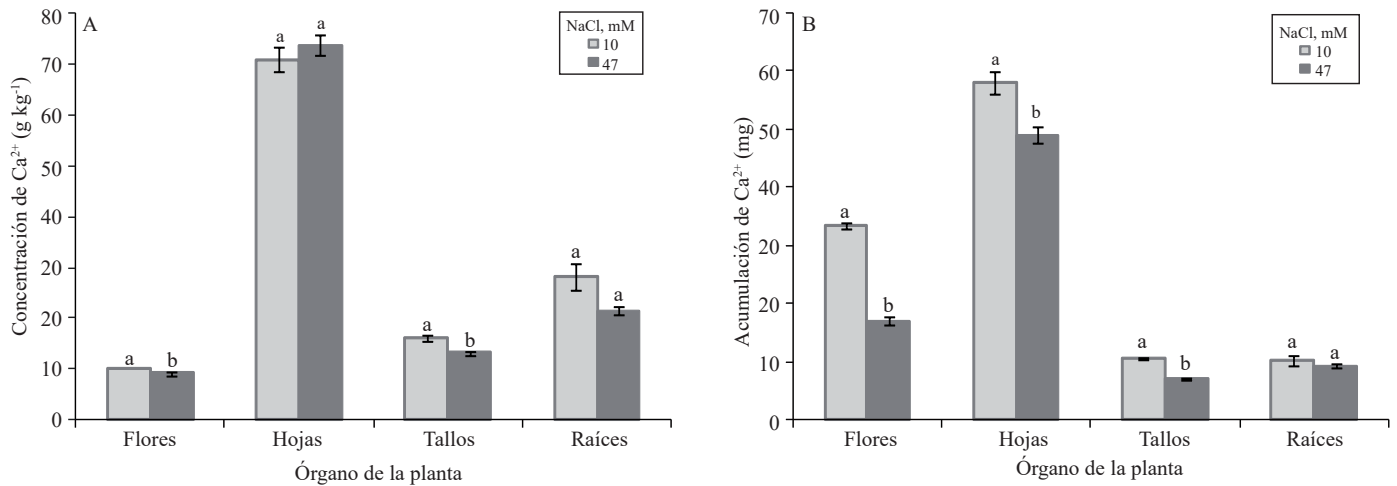 A
80
70
60
50
40
20
20
10
0
Concentración de Ca²⁺ (g kg⁻¹)
NaCl, mM
10
47
a
b
a
a
a
b
a
a
Flores
Hojas
Tallos
Raíces
Órgano de la planta
B
70
60
50
40
20
20
10
0
Acumulación de Ca²⁺ (mg)
NaCl, mM
10
47
a
b
a
b
a
b
a
a
Flores
Hojas
Tallos
Raíces
Órgano de la planta